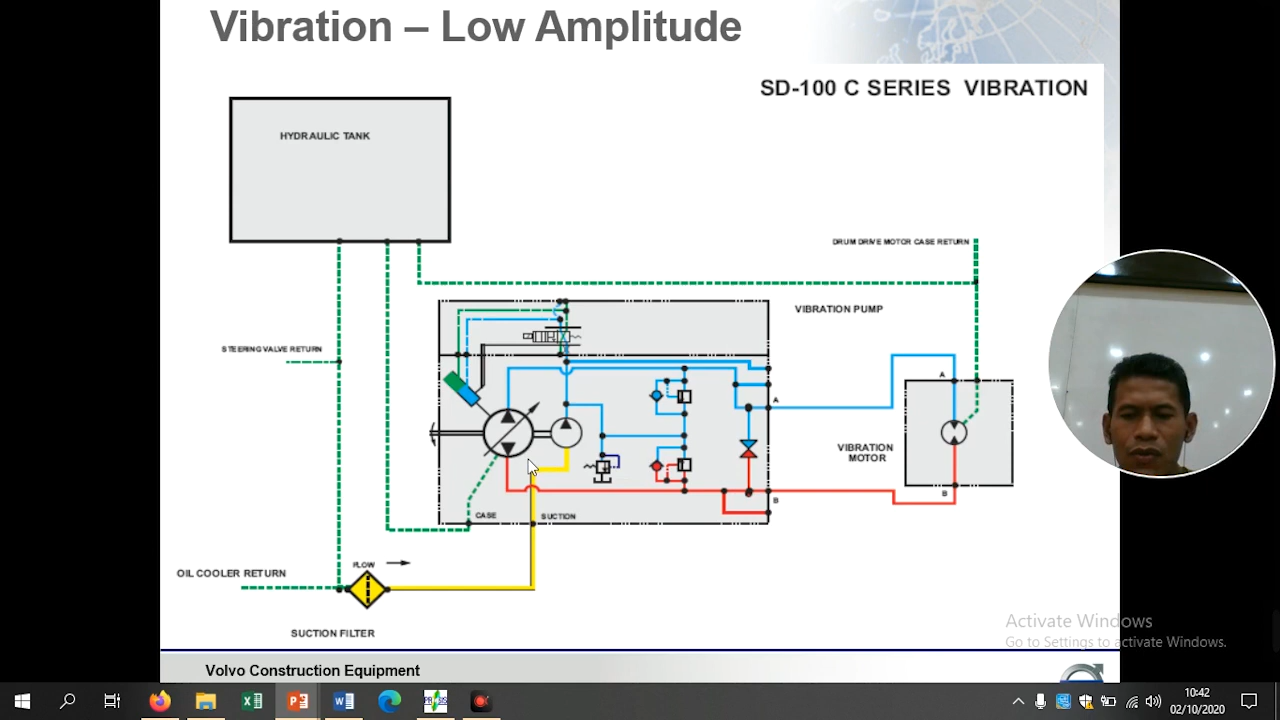 Vibration – Low Amplitude
SD-100 C SERIES VIBRATION
HYDRAULIC TANK
DRUM DRIVE MOTOR CASE RETURN
VIBRATION PUMP
STEERING VALVE RETURN
A
A
VIBRATION
MOTOR
B
B
CASE
SUCTION
FLOW
OIL COOLER RETURN
SUCTION FILTER
Activate Windows
Go to Settings to activate Windows.
Volvo Construction Equipment
10:42
02/10/2020